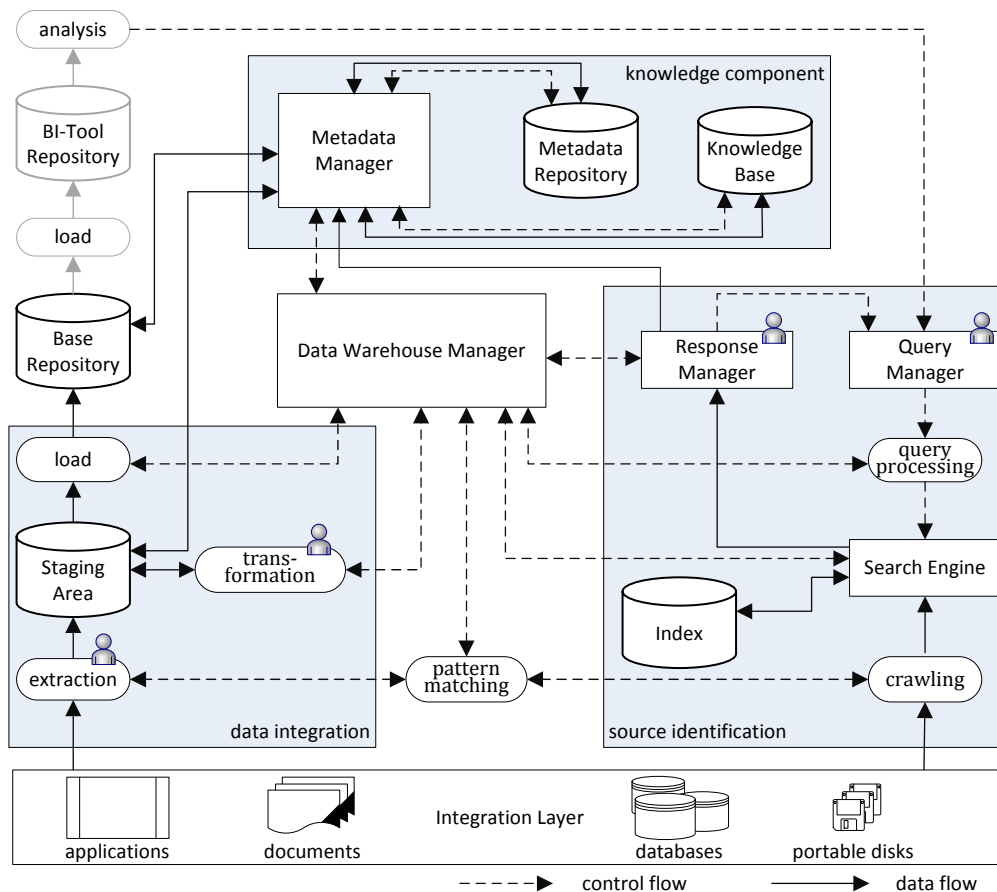 analysis
knowledge component
BI-Tool
Repository
Metadata
Manager
Metadata
Repository
Knowledge
Base
load
Base
Repository
Data Warehouse Manager
Response
Manager
Query
Manager
load
query
processing
Staging
Area
trans-
formation
Search Engine
Index
extraction
pattern
matching
crawling
data integration
source identification
Integration Layer
applications
documents
databases
portable disks
control flow
data flow